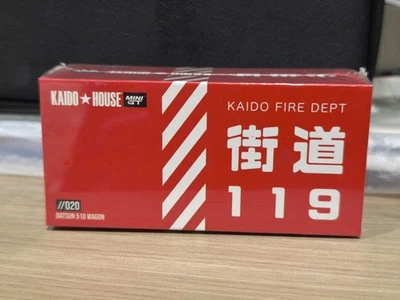 KAIDO★HOUSE MINI GT
KAIDO FIRE DEPT
街道
119
//020
DATSUN 510 WAGON